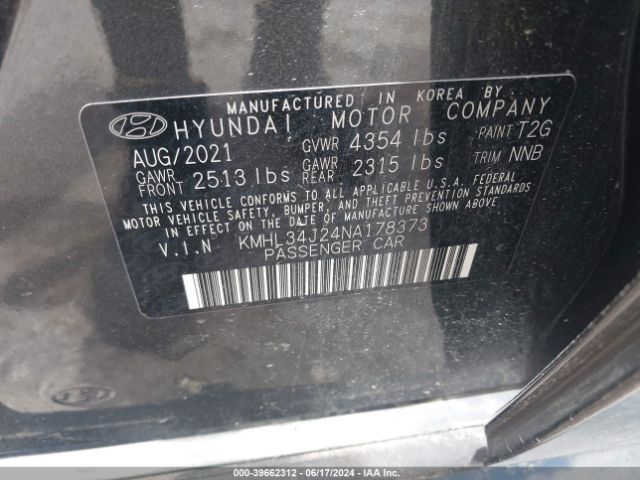 MANUFACTURED IN KOREA BY
HYUNDAI MOTOR COMPANY
AUG/2021 GVWR 4354 lbs PAINT T2G
GAWR FRONT 2513 lbs GAWR REAR 2315 lbs TRIM NNB
THIS VEHICLE CONFORMS TO ALL APPLICABLE U.S.A. FEDERAL
MOTOR VEHICLE SAFETY, BUMPER, AND THEFT PREVENTION STANDARDS
IN EFFECT ON THE DATE OF MANUFACTURE SHOWN ABOVE.
V.I.N KMHL34J24NA178373
PASSENGER CAR
000-39662312 - 06/17/2024 - IAA Inc.